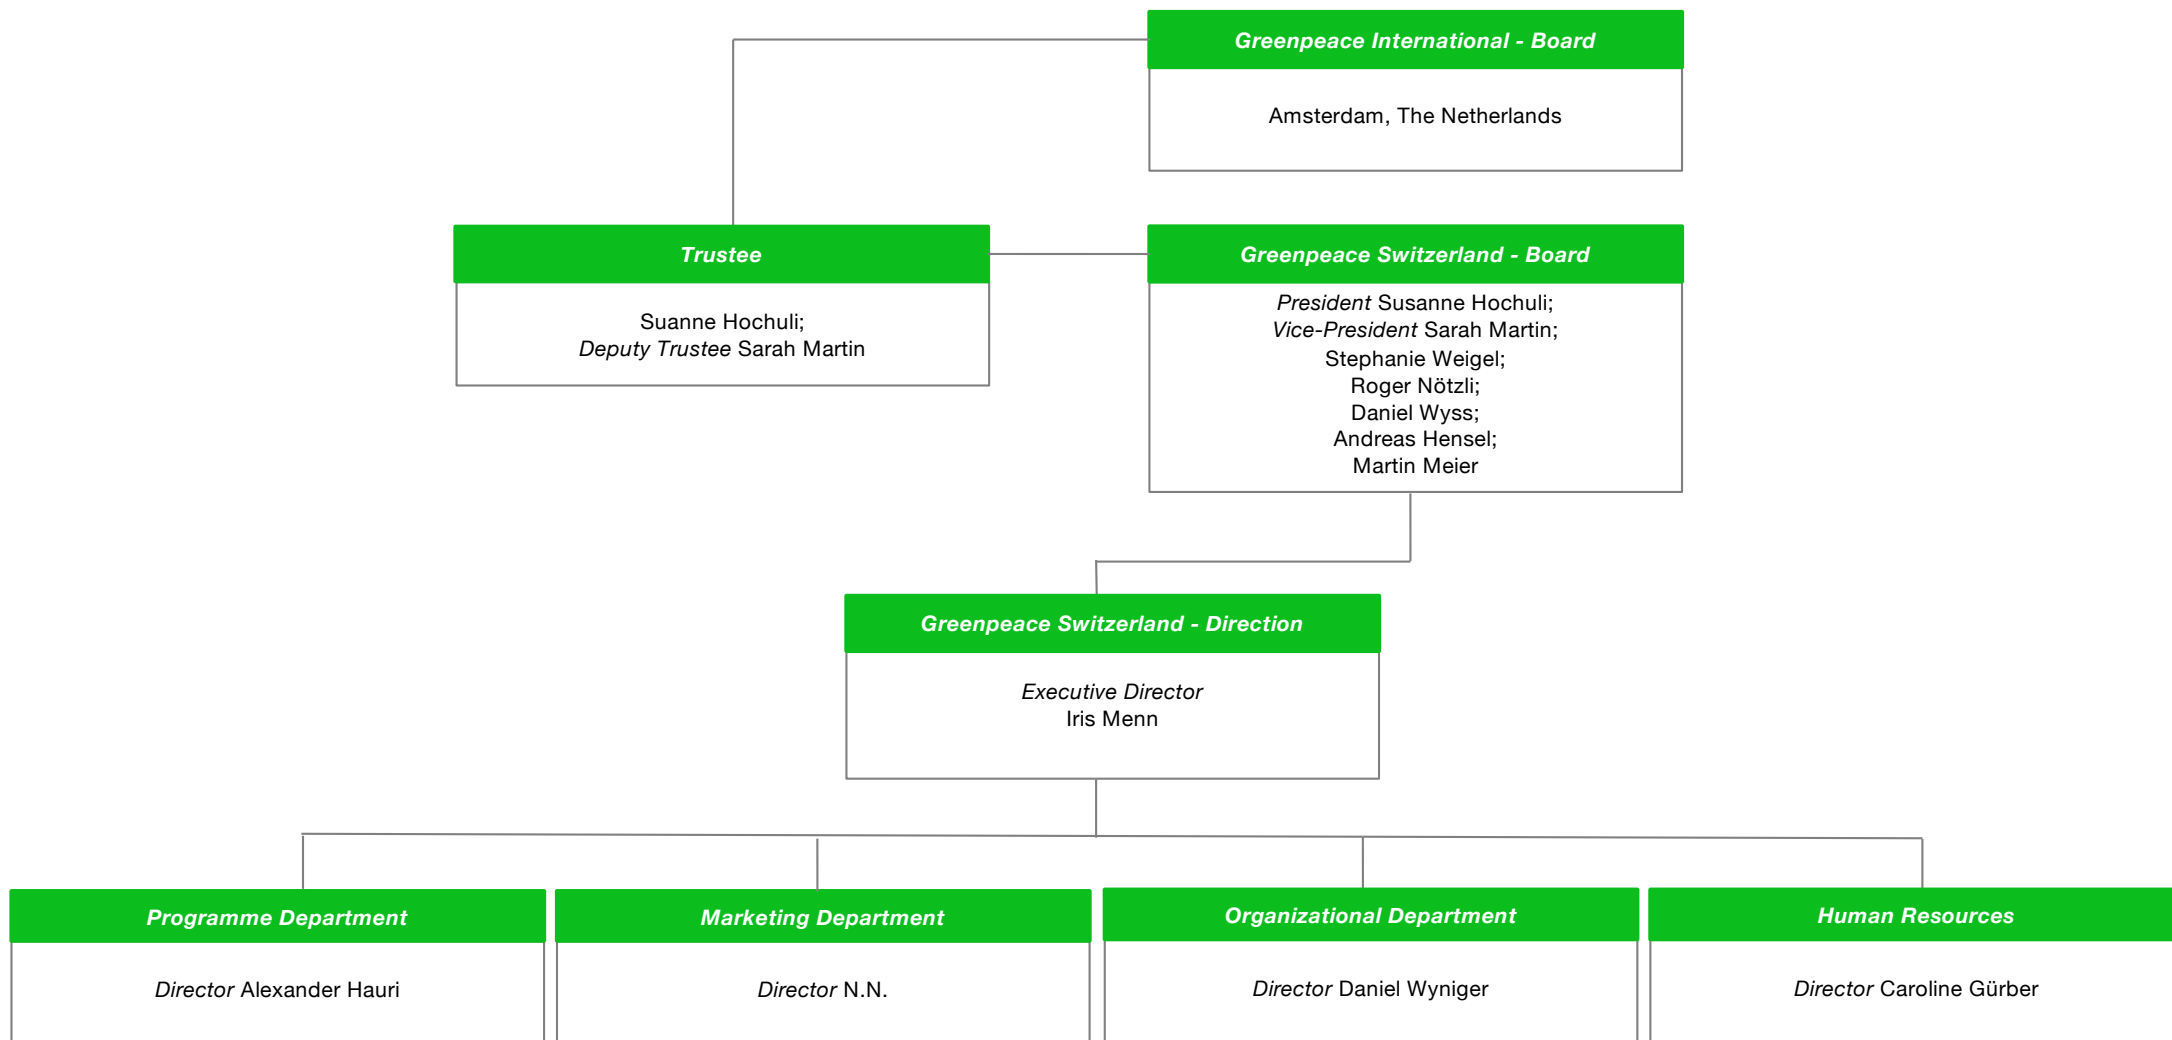 Greenpeace International - Board
Amsterdam, The Netherlands
Trustee
Suanne Hochuli;
Deputy Trustee Sarah Martin
Greenpeace Switzerland - Board
President Susanne Hochuli;
Vice-President Sarah Martin;
Stephanie Weigel;
Roger Nötzli;
Daniel Wyss;
Andreas Hensel;
Martin Meier
Greenpeace Switzerland - Direction
Executive Director
Iris Menn
Programme Department
Director Alexander Hauri
Marketing Department
Director N.N.
Organizational Department
Director Daniel Wyniger
Human Resources
Director Caroline Gürber